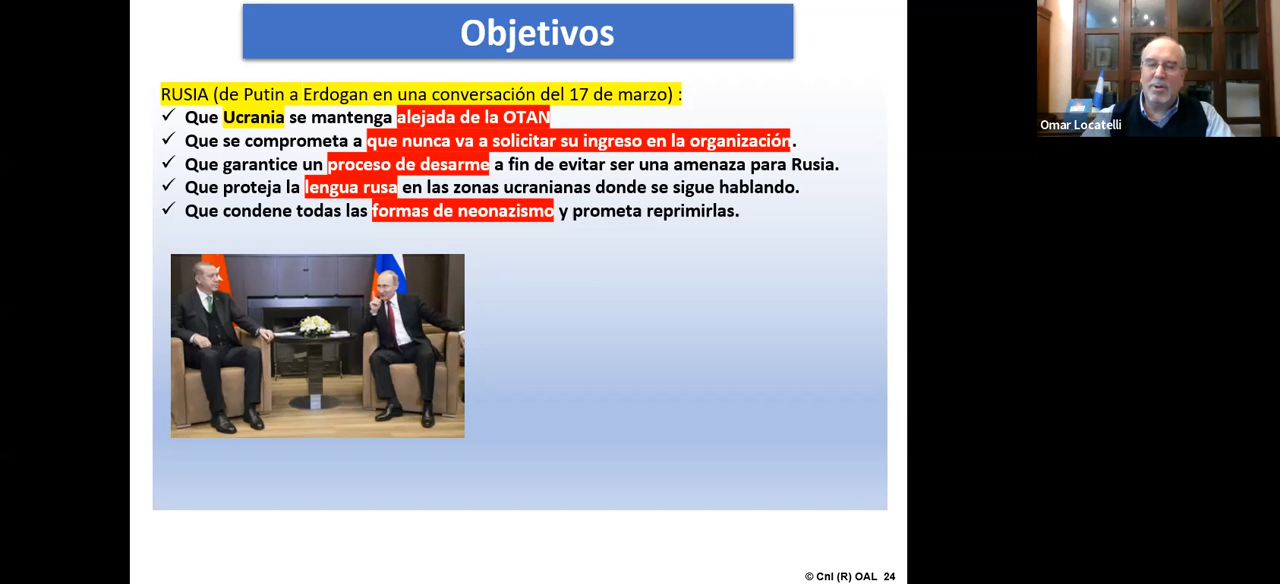 Objetivos
RUSIA (de Putin a Erdogan en una conversación del 17 de marzo) :
✓ Que Ucrania se mantenga alejada de la OTAN
✓ Que se comprometa a que nunca va a solicitar su ingreso en la organización.
✓ Que garantice un proceso de desarme a fin de evitar ser una amenaza para Rusia.
✓ Que proteja la lengua rusa en las zonas ucranianas donde se sigue hablando.
✓ Que condene todas las formas de neonazismo y prometa reprimirlas.
Omar Locatelli
© Cnl (R) OAL 24